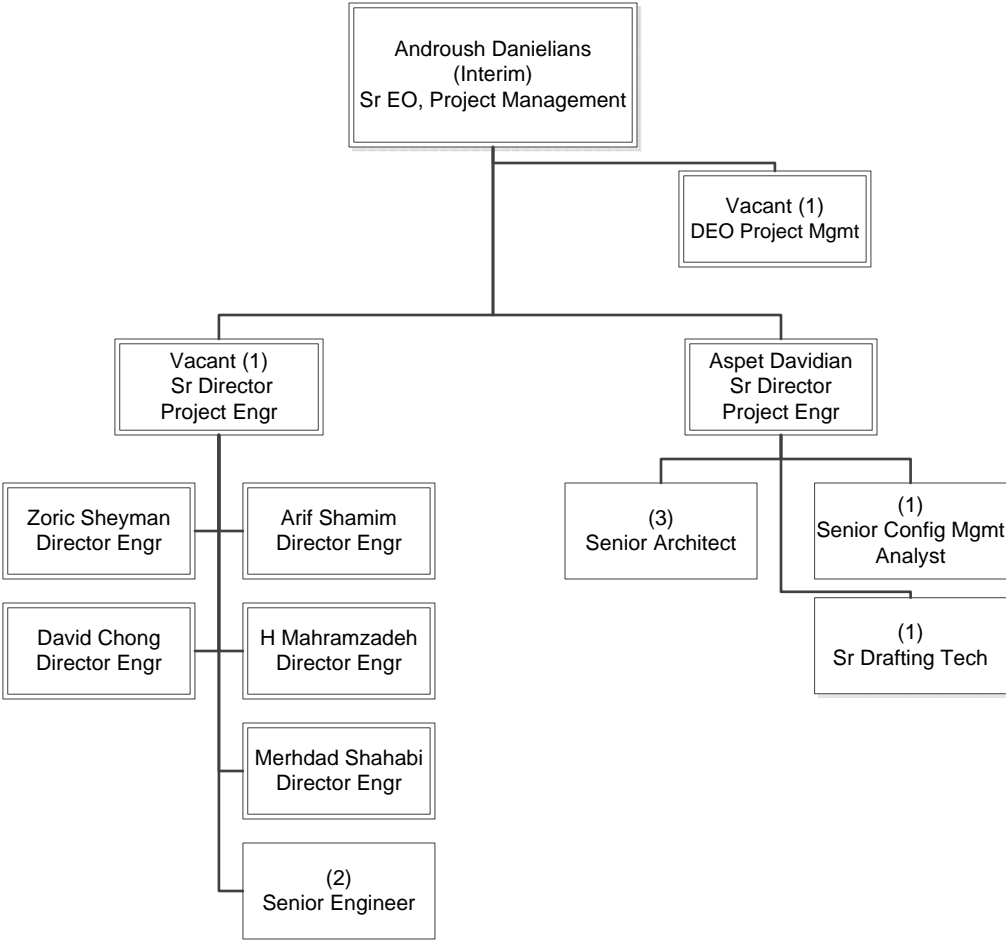 Androush Danielians
(Interim)
Sr EO, Project Management
Vacant (1)
DEO Project Mgmt
Vacant (1)
Sr Director
Project Engr
Aspet Davidian
Sr Director
Project Engr
Zoric Sheyman
Director Engr
Arif Shamim
Director Engr
(3)
Senior Architect
(1)
Senior Config Mgmt
Analyst
David Chong
Director Engr
H Mahramzadeh
Director Engr
(1)
Sr Drafting Tech
Merhdad Shahabi
Director Engr
(2)
Senior Engineer